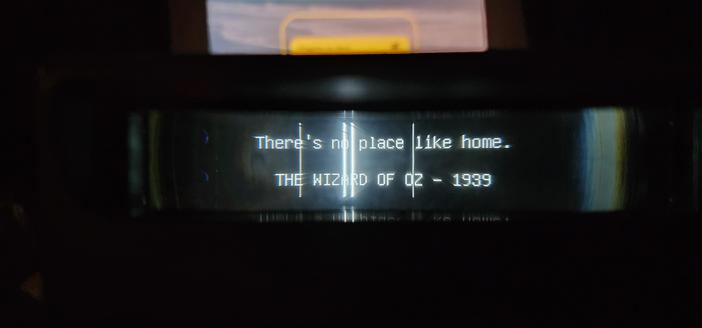 There's no place like home.
THE WIZARD OF OZ - 1939